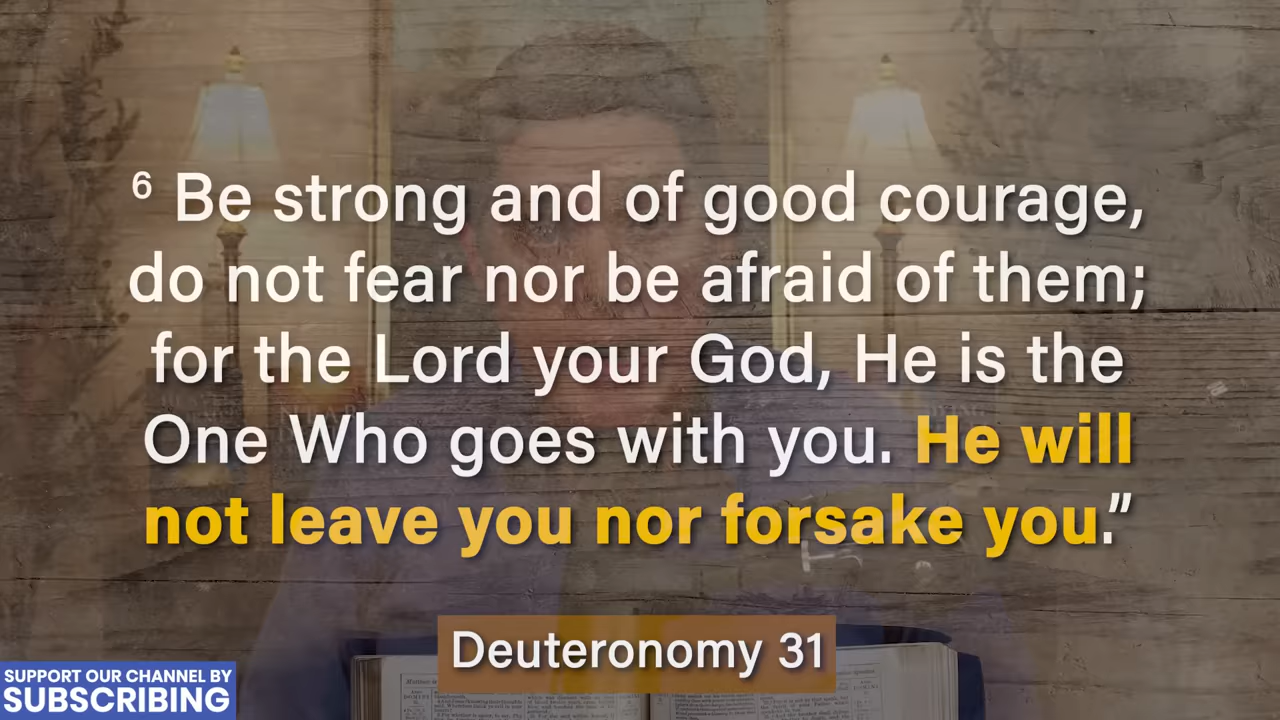 ⁶ Be strong and of good courage,
do not fear nor be afraid of them;
for the Lord your God, He is the
One Who goes with you. He will
not leave you nor forsake you.”
Deuteronomy 31
SUPPORT OUR CHANNEL BY
SUBSCRIBING